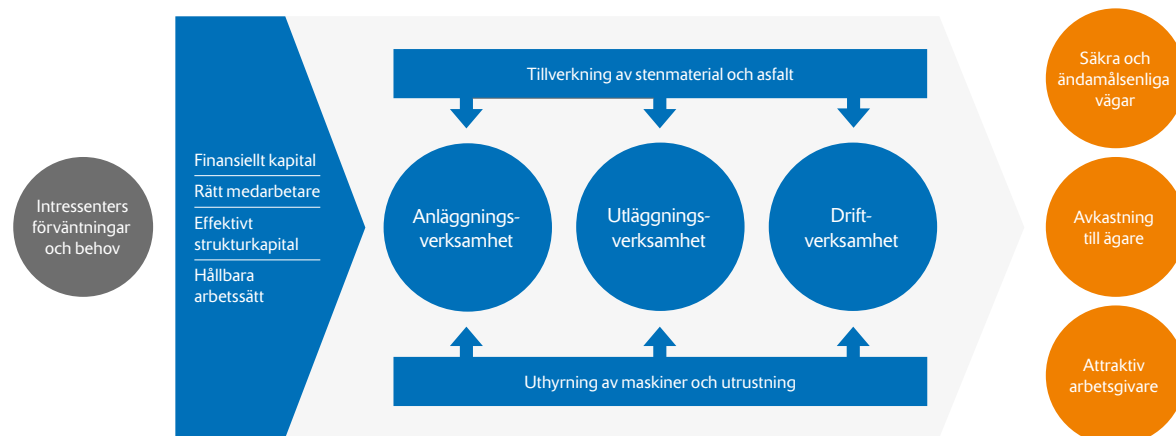 Intressenters
förväntningar
och behov
Finansiellt kapital
Rätt medarbetare
Effektivt
strukturkapital
Hållbara
arbetssätt
Tillverkning av stenmaterial och asfalt
Anläggnings-
verksamhet
Utläggnings-
verksamhet
Drift-
verksamhet
Uthyrning av maskiner och utrustning
Säkra och
ändamålsenliga
vägar
Avkastning
till ägare
Attraktiv
arbetsgivare